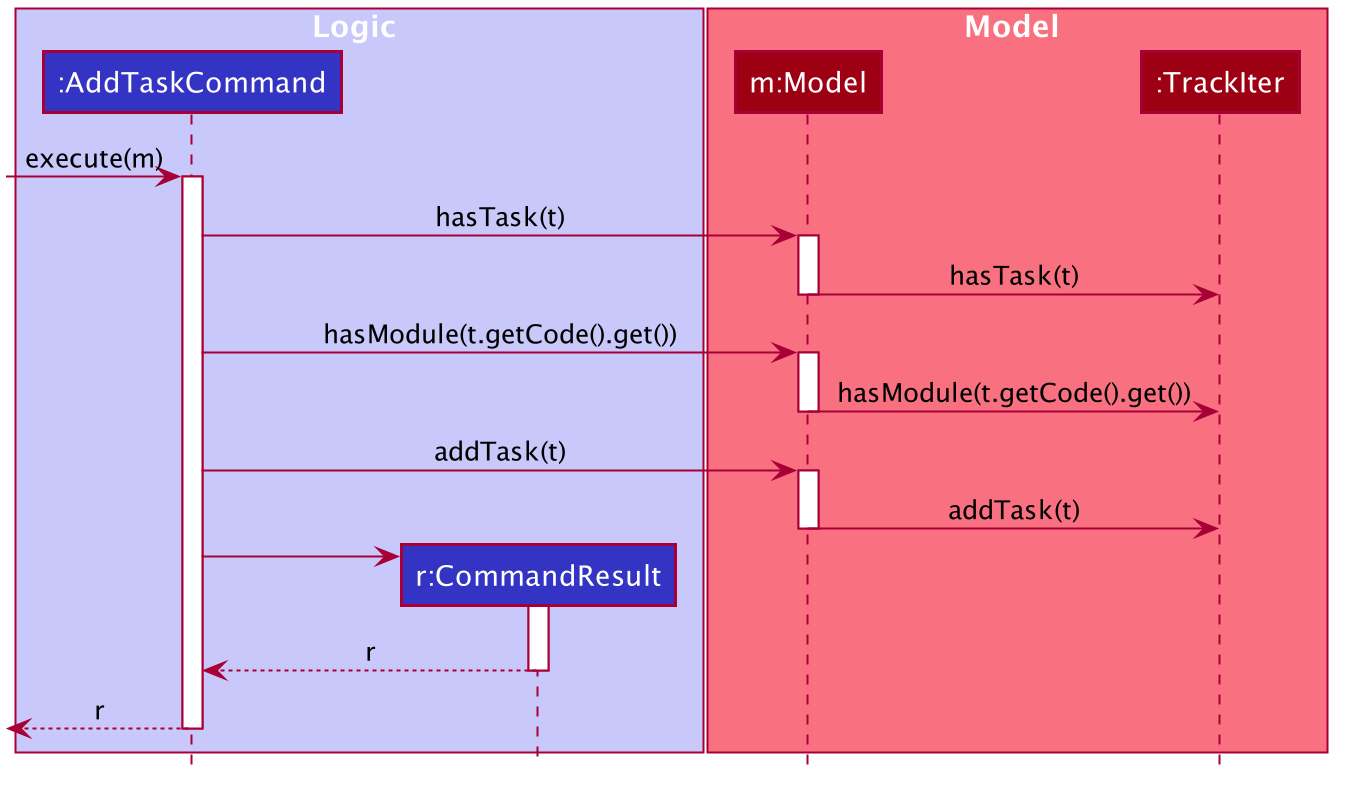 Logic
Model
:AddTaskCommand
m:Model
:TrackIter
execute(m)
hasTask(t)
hasTask(t)
hasModule(t.getCode().get())
hasModule(t.getCode().get())
addTask(t)
addTask(t)
r:CommandResult
r
r